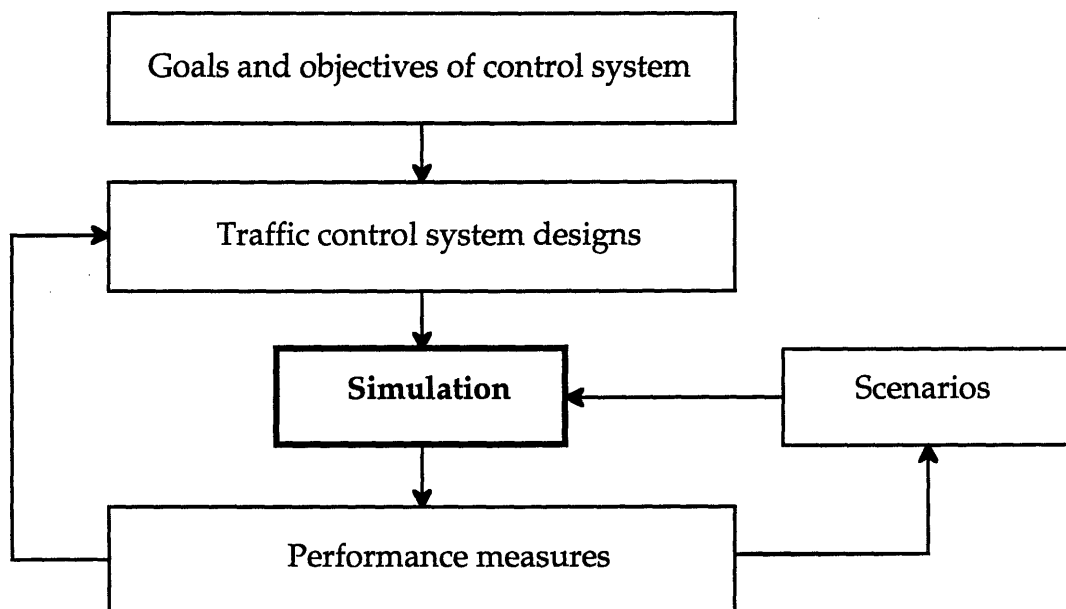 Goals and objectives of control system
Traffic control system designs
Simulation
Scenarios
Performance measures